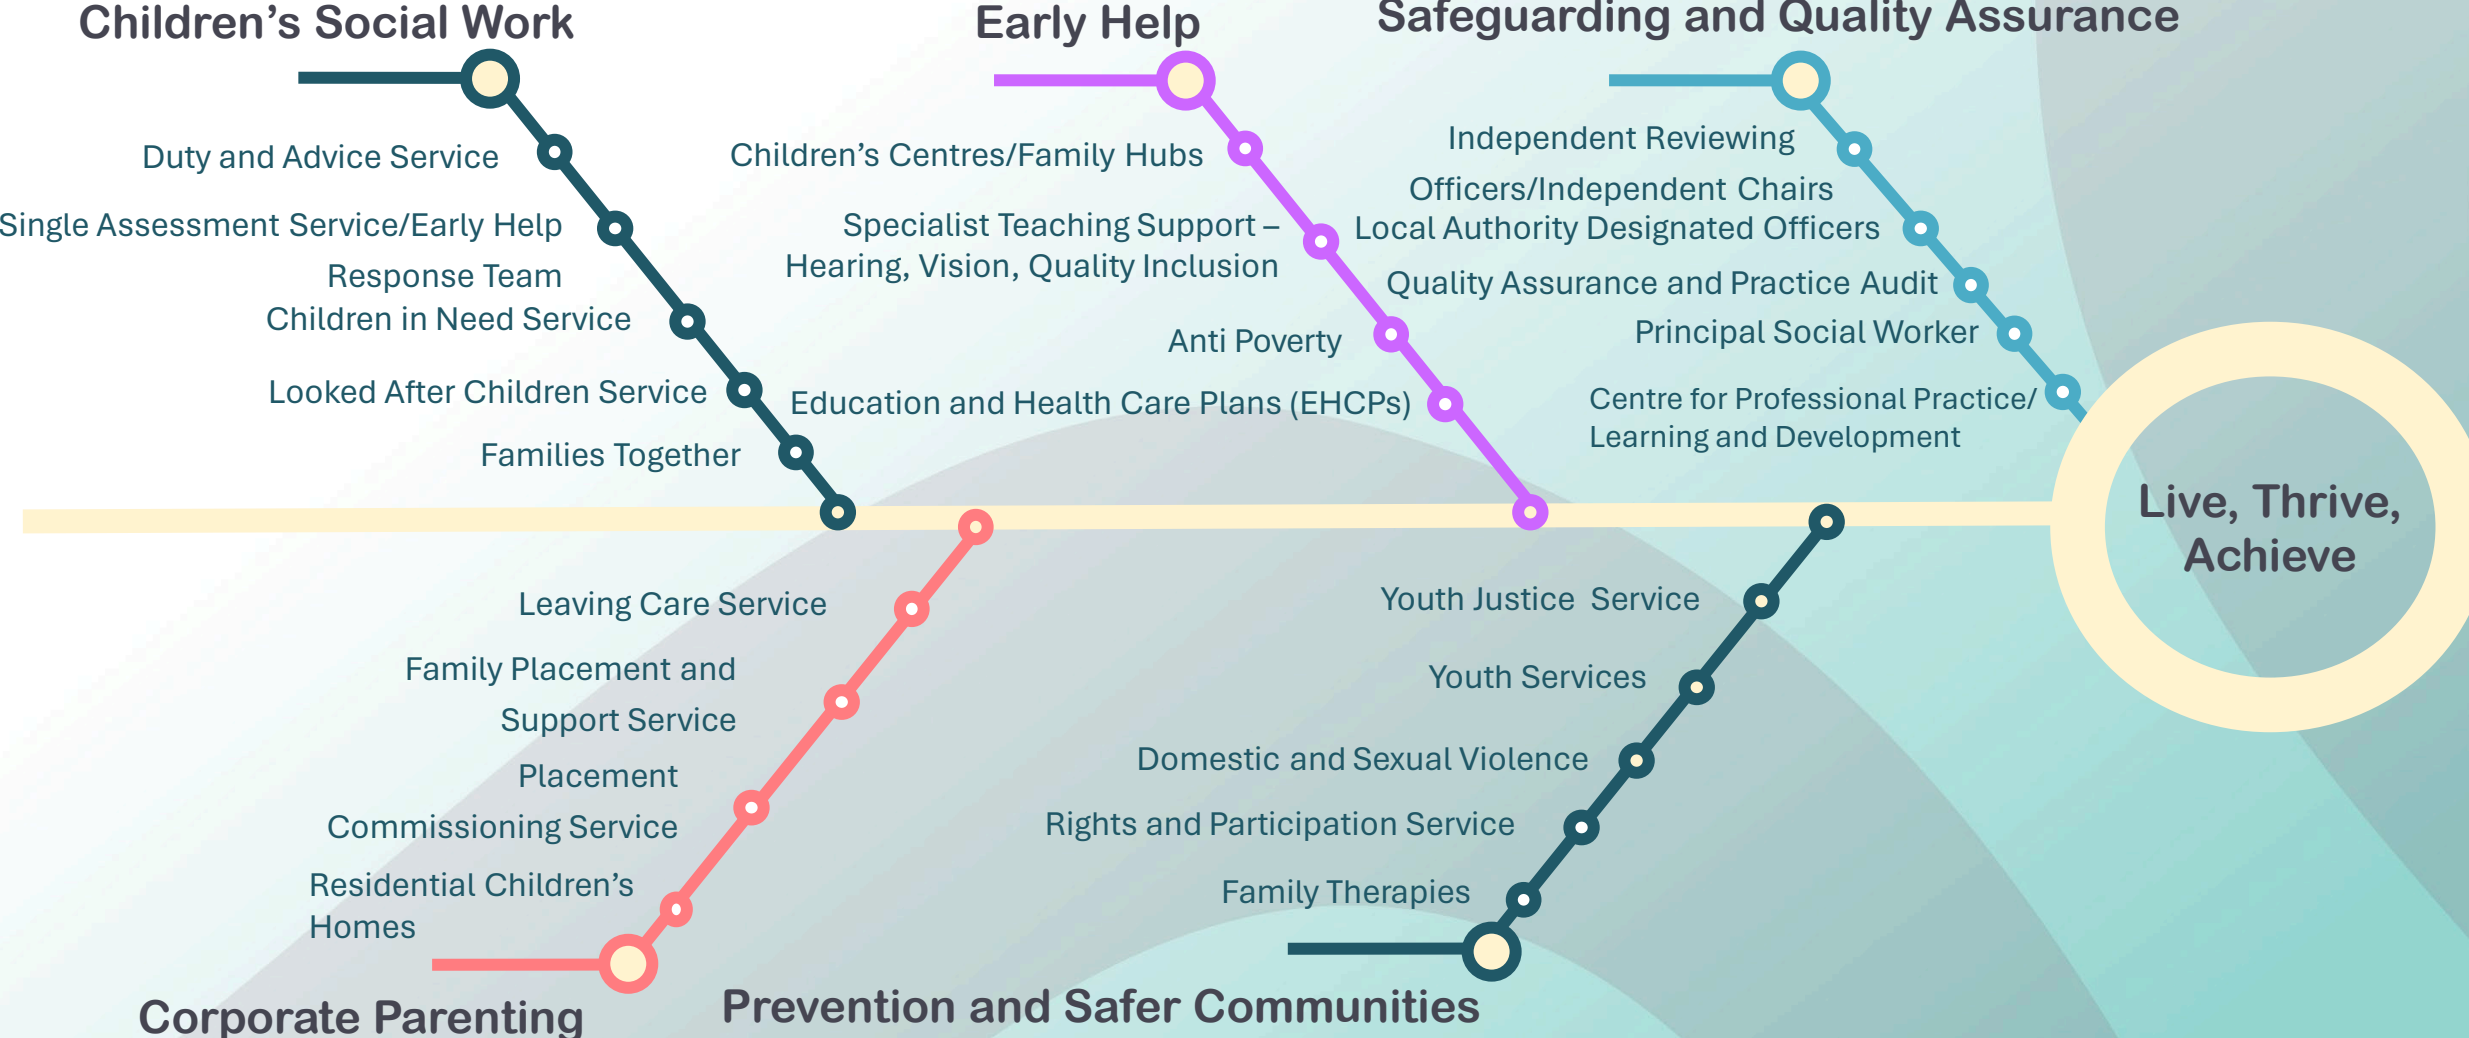 Children's Social Work
Duty and Advice Service
Single Assessment Service/Early Help
Response Team
Children in Need Service
Looked After Children Service
Families Together
Early Help
Children's Centres/Family Hubs
Specialist Teaching Support –
Hearing, Vision, Quality Inclusion
Anti Poverty
Education and Health Care Plans (EHCPs)
Safeguarding and Quality Assurance
Independent Reviewing
Officers/Independent Chairs
Local Authority Designated Officers
Quality Assurance and Practice Audit
Principal Social Worker
Centre for Professional Practice/
Learning and Development
Live, Thrive,
Achieve
Leaving Care Service
Family Placement and
Support Service
Placement
Commissioning Service
Residential Children's
Homes
Corporate Parenting
Youth Justice  Service
Youth Services
Domestic and Sexual Violence
Rights and Participation Service
Family Therapies
Prevention and Safer Communities